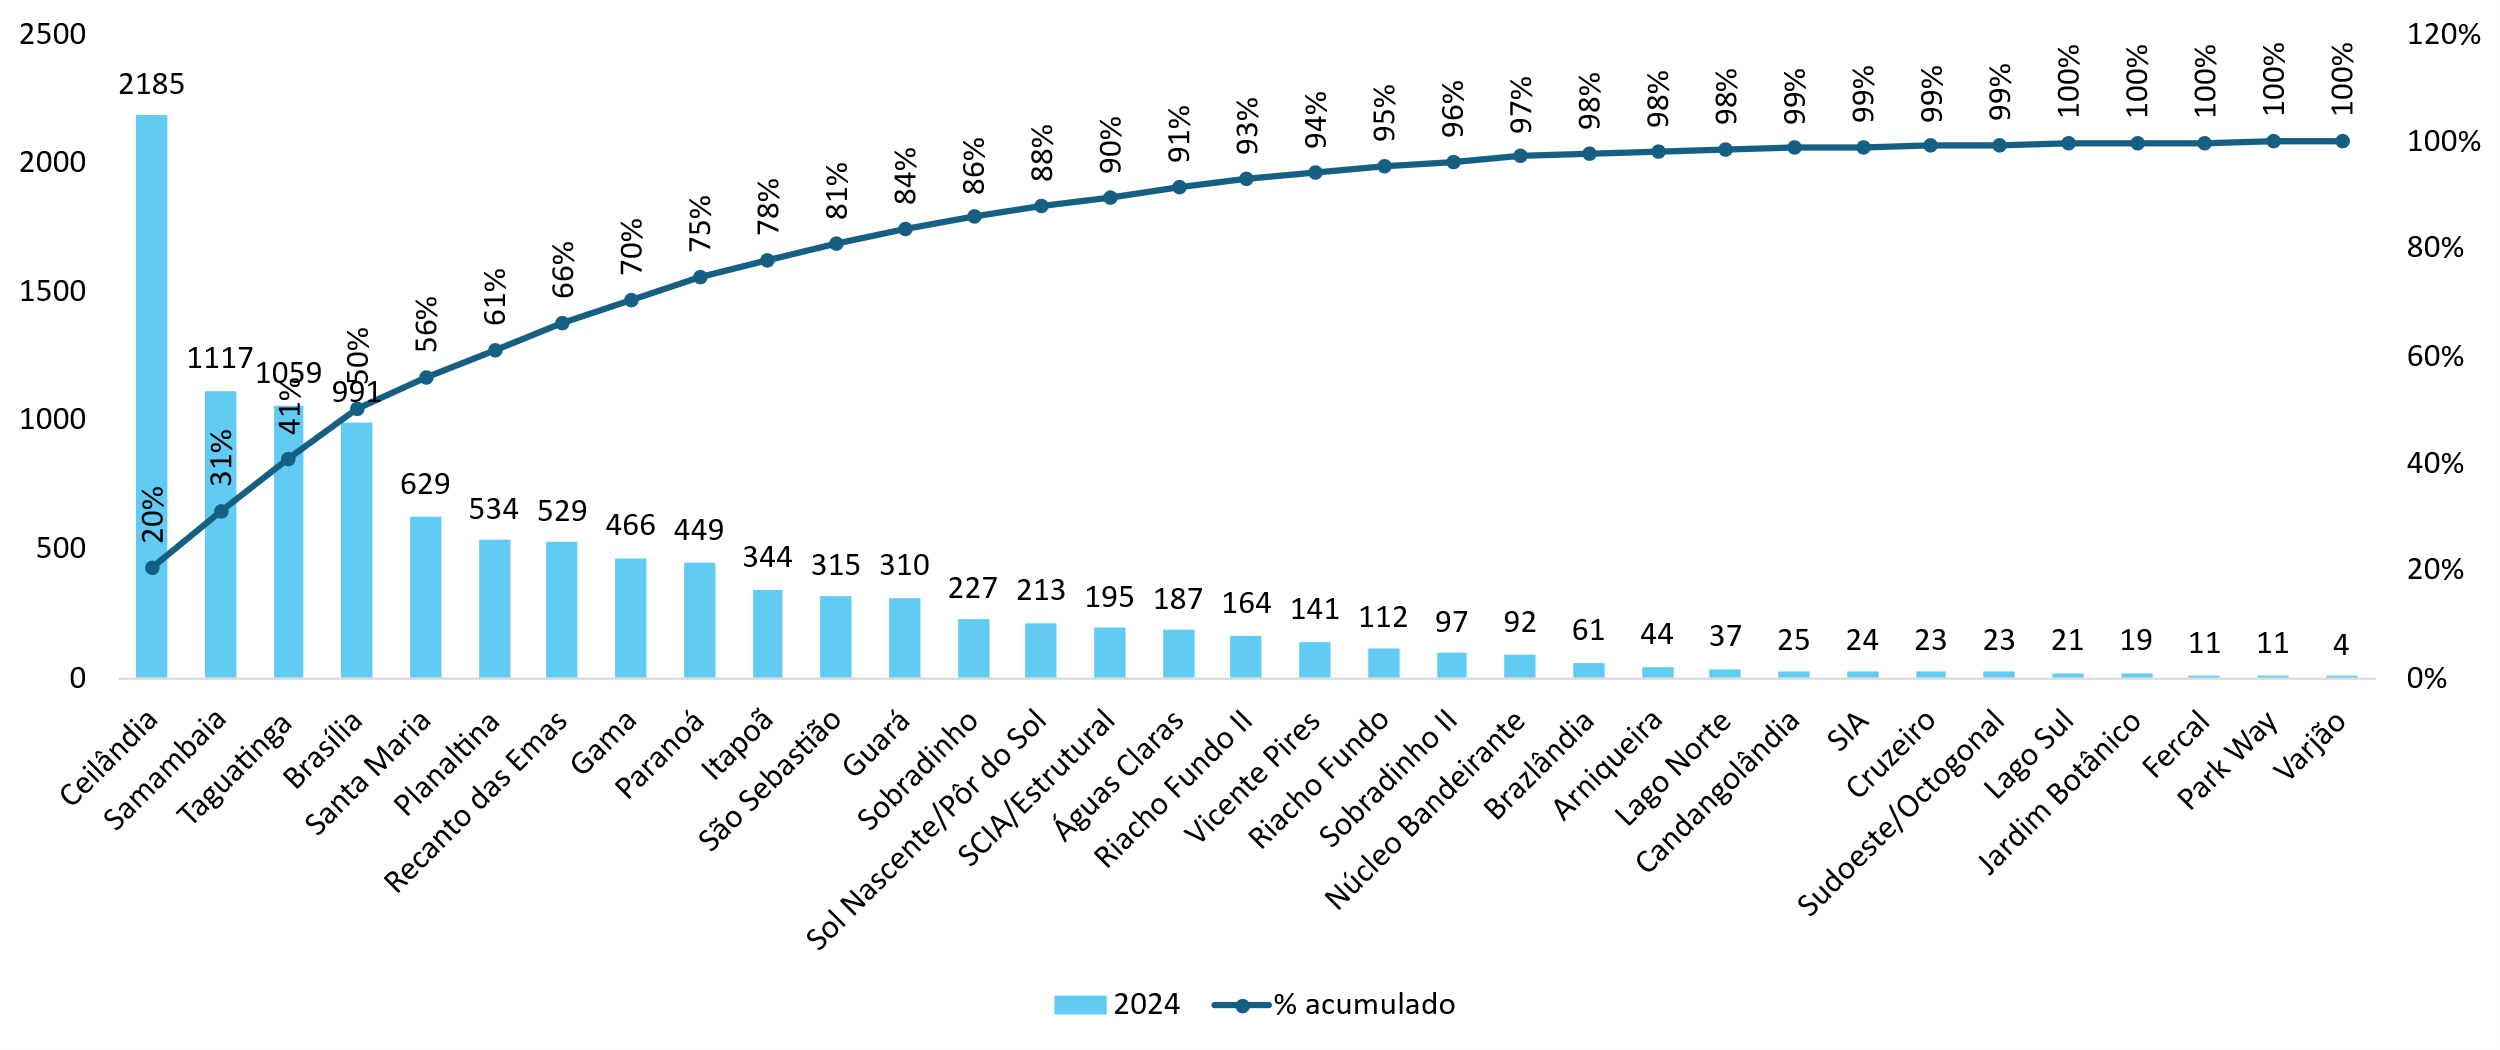 2500
2000
1500
1000
500
0
120%
100%
80%
60%
40%
20%
0%
2185
1117
1059
991
629
534
529
466
449
344
315
310
227
213
195
187
164
141
112
97
92
61
44
37
25
24
23
23
21
19
11
11
4
20%
31%
41%
50%
56%
61%
66%
70%
75%
78%
81%
84%
86%
88%
90%
91%
93%
94%
95%
96%
97%
98%
98%
98%
99%
99%
99%
99%
100%
100%
100%
100%
100%
Ceilândia
Samambaia
Taguatinga
Brasília
Santa Maria
Planaltina
Recanto das Emas
Gama
Paranoá
Itapoã
São Sebastião
Guará
Sobradinho
Sol Nascente/Pôr do Sol
SCIA/Estrutural
Águas Claras
Riacho Fundo II
Vicente Pires
Riacho Fundo
Sobradinho II
Núcleo Bandeirante
Brazlândia
Arniqueira
Lago Norte
Candangolândia
SIA
Cruzeiro
Sudoeste/Octogonal
Lago Sul
Jardim Botânico
Fercal
Park Way
Varjão
2024
% acumulado